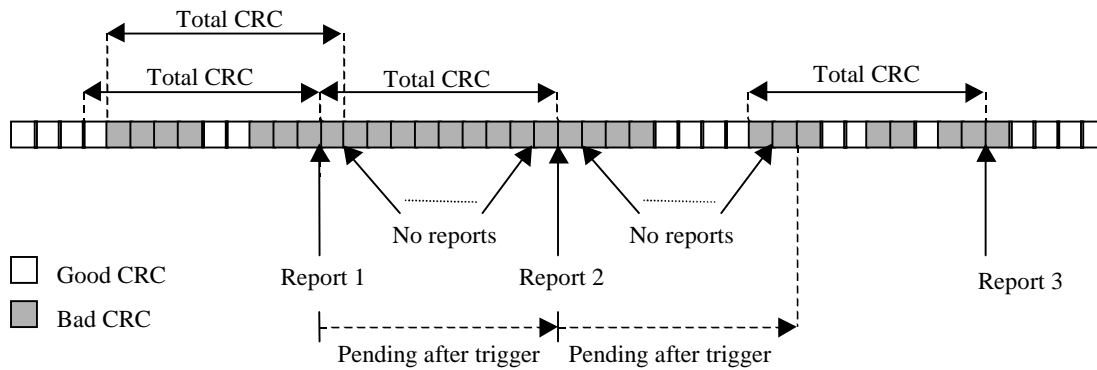 Total CRC
Total CRC
Total CRC
Total CRC
No reports
No reports
Good CRC
Report 1
Report 2
Report 3
Bad CRC
Pending after trigger
Pending after trigger